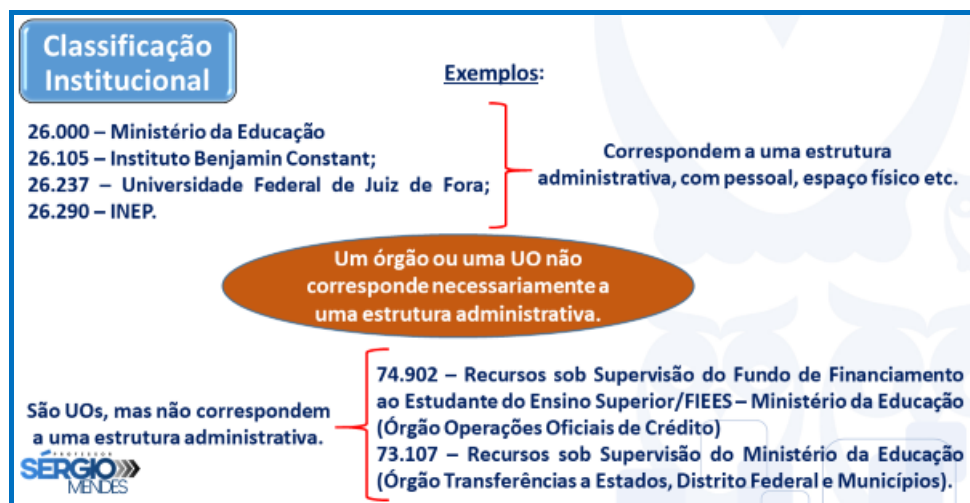 Classificação
Institucional
Exemplos:
26.000 – Ministério da Educação
26.105 – Instituto Benjamin Constant;
26.237 – Universidade Federal de Juiz de Fora;
26.290 – INEP.
Correspondem a uma estrutura
administrativa, com pessoal, espaço físico etc.
Um órgão ou uma UO não
corresponde necessariamente a
uma estrutura administrativa.
São UOs, mas não correspondem
a uma estrutura administrativa.
74.902 – Recursos sob Supervisão do Fundo de Financiamento
ao Estudante do Ensino Superior/FIEES – Ministério da Educação
(Órgão Operações Oficiais de Crédito)
73.107 – Recursos sob Supervisão do Ministério da Educação
(Órgão Transferências a Estados, Distrito Federal e Municípios).
PROFESSOR
SÉRGIO
MENDES